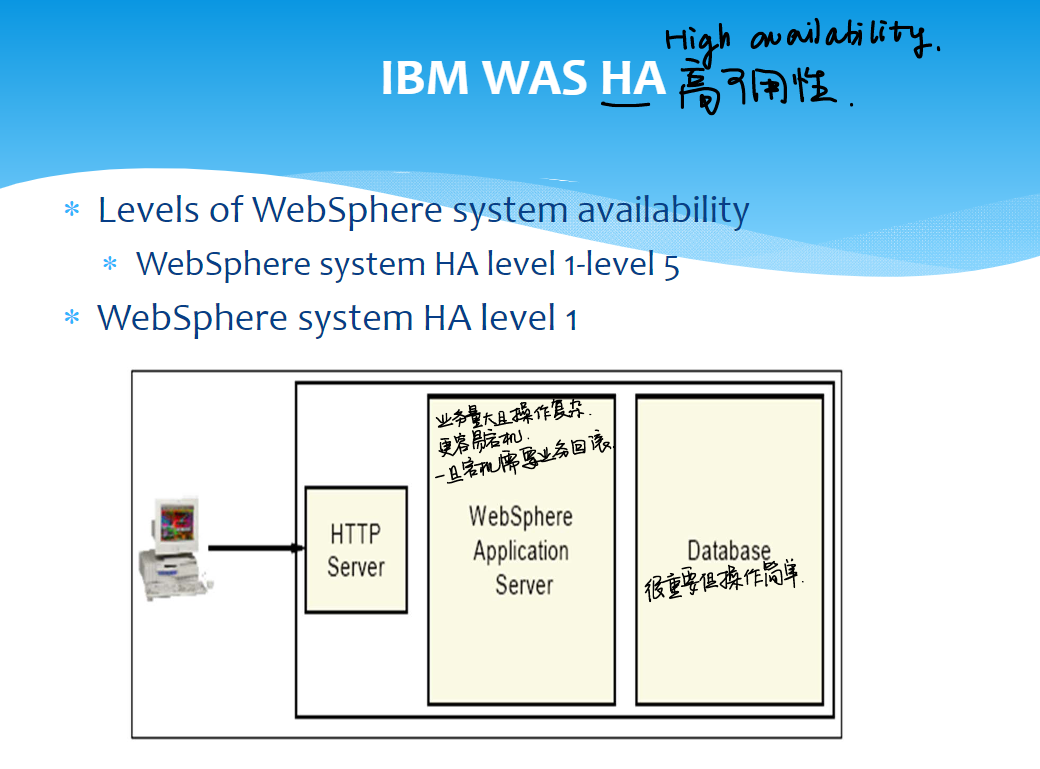 High availability.
IBM WAS HA 高可用性.
* Levels of WebSphere system availability
* WebSphere system HA level 1-level 5
* WebSphere system HA level 1
业务量大且操作复杂.
更容易宕机.
一旦宕机需要业务回滚.
HTTP
Server
WebSphere
Application
Server
Database
很重要但操作简单.